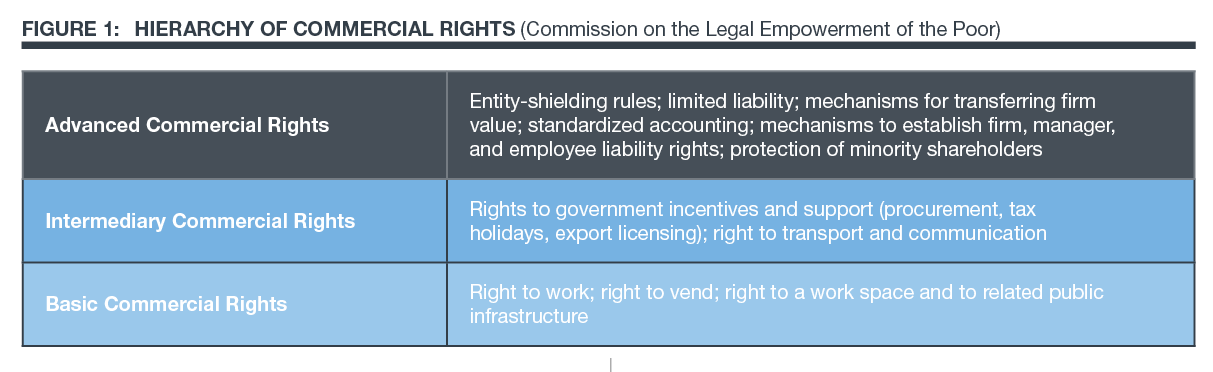 FIGURE 1: HIERARCHY OF COMMERCIAL RIGHTS (Commission on the Legal Empowerment of the Poor)
Advanced Commercial Rights
Entity-shielding rules; limited liability; mechanisms for transferring firm
value; standardized accounting; mechanisms to establish firm, manager,
and employee liability rights; protection of minority shareholders
Intermediary Commercial Rights
Rights to government incentives and support (procurement, tax
holidays, export licensing); right to transport and communication
Basic Commercial Rights
Right to work; right to vend; right to a work space and to related public
infrastructure